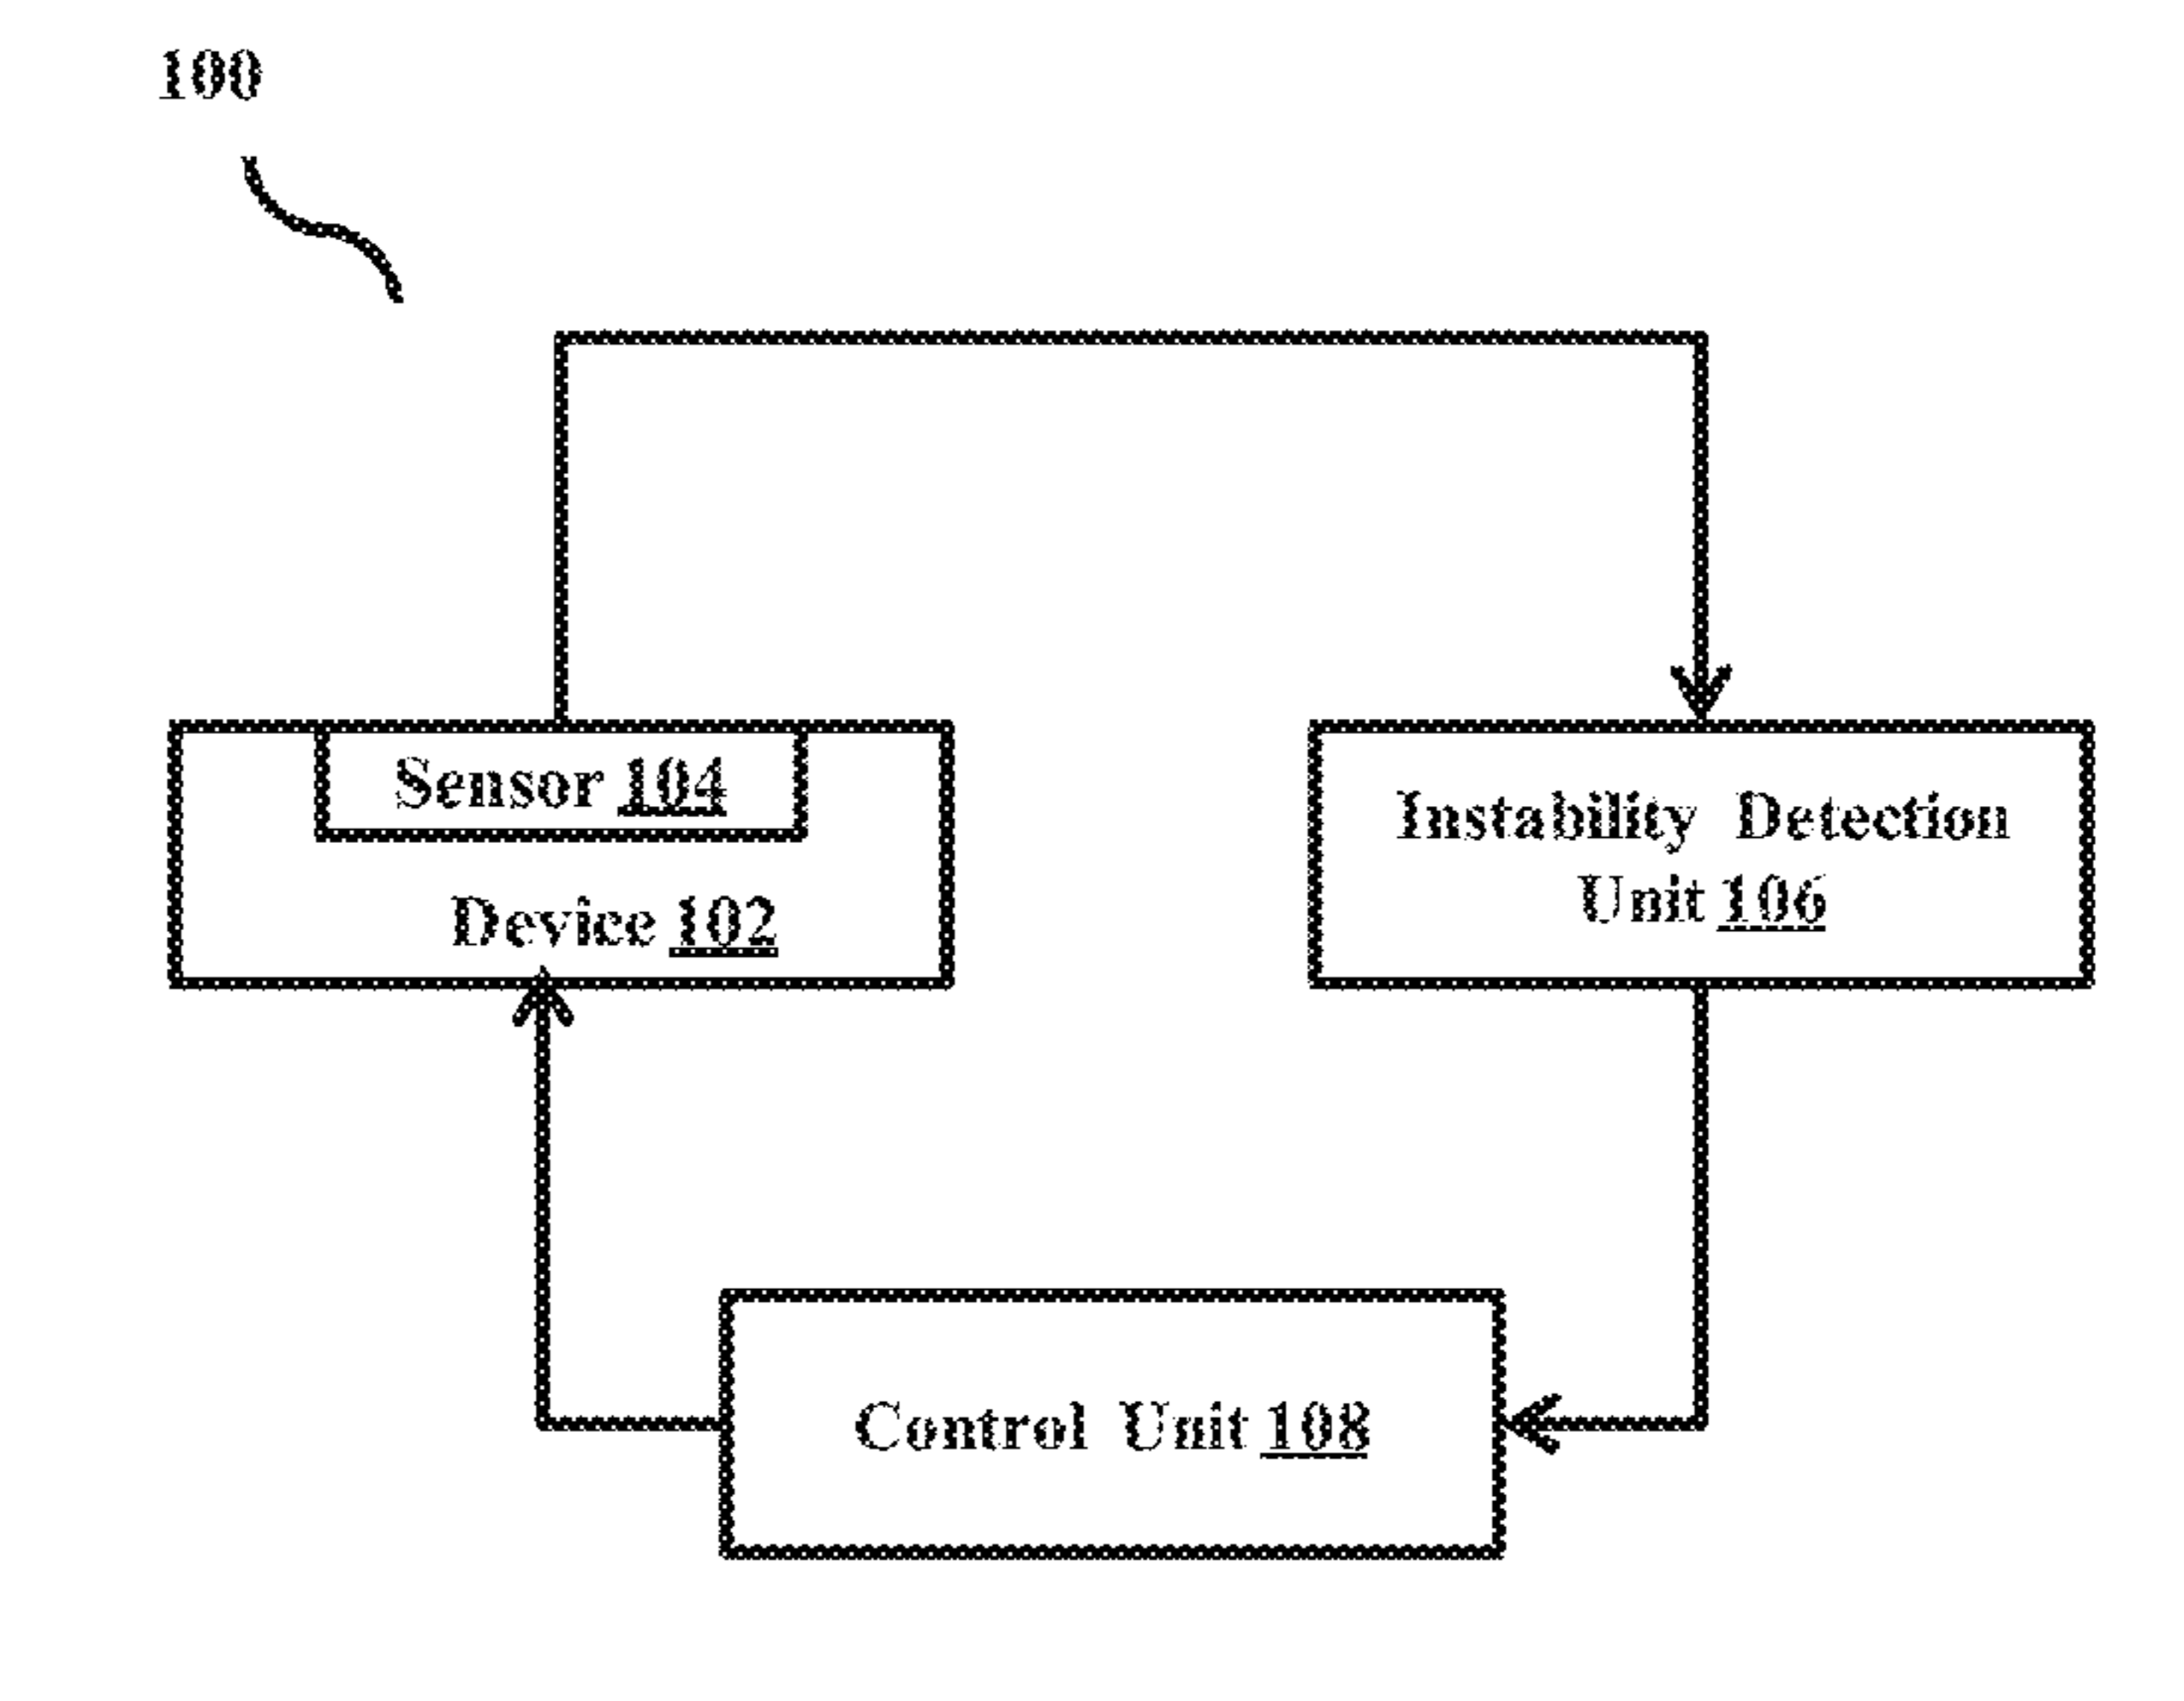 100
Sensor 104
Device 102
Instability Detection
Unit 106
Control Unit 108